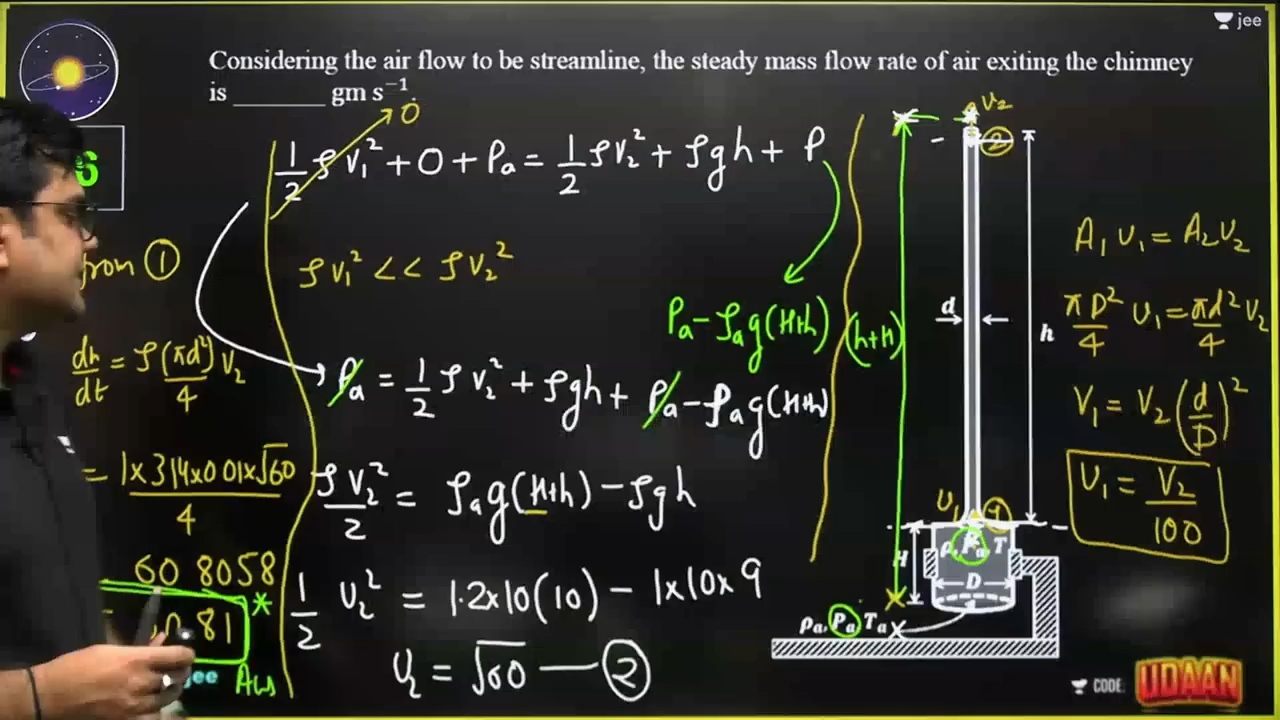 jee
Considering the air flow to be streamline, the steady mass flow rate of air exiting the chimney
is ________ gm s⁻¹.
6
from ①
dm/dt = ρ(πd²)/4 V₂
= 1×3.14×0.01×√60 / 4
60 8058
81 *
Ans
jee
0
1/2 ρv₁² + 0 + Pa = 1/2 ρv₂² + ρgh + P
ρv₁² << ρv₂²
Pa - ρag(H+h)
Pa = 1/2 ρv₂² + ρgh + Pa - ρag(H+h)
ρv₂²/2 = ρag(H+h) - ρgh
1/2 v₂² = 1.2×10(10) - 1×10×9
v₂ = √60 — ②
(h+H)
v₂
②
d
h
v₁ ①
ρ, Pa, T
H
D
ρa, Pa, Ta
A₁v₁ = A₂v₂
πD²/4 v₁ = πd²/4 v₂
V₁ = V₂(d/D)²
v₁ = v₂/100
CODE: UDAAN